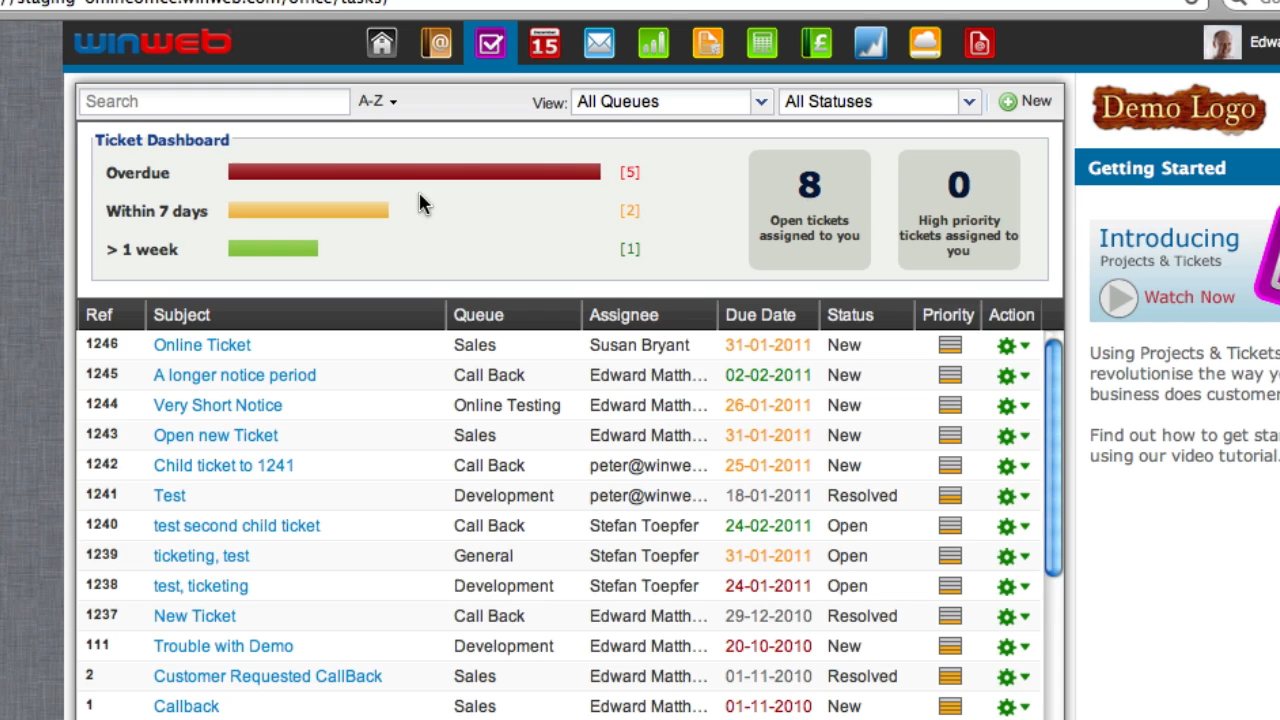 //staging-onlineoffice.winweb.com/office/tasks/
winweb
15
£
Edwa
Search A-Z View: All Queues All Statuses New
Demo Logo
Ticket Dashboard
Getting Started
Overdue [5]
Within 7 days [2]
> 1 week [1]
8
Open tickets
assigned to you
0
High priority
tickets assigned to
you
Introducing
Projects & Tickets
Watch Now
Ref Subject Queue Assignee Due Date Status Priority Action
1246 Online Ticket Sales Susan Bryant 31-01-2011 New
1245 A longer notice period Call Back Edward Matth... 02-02-2011 New
1244 Very Short Notice Online Testing Edward Matth... 26-01-2011 New
1243 Open new Ticket Sales Edward Matth... 31-01-2011 New
1242 Child ticket to 1241 Call Back peter@winwe... 25-01-2011 New
1241 Test Development peter@winwe... 18-01-2011 Resolved
1240 test second child ticket Call Back Stefan Toepfer 24-02-2011 Open
1239 ticketing, test General Stefan Toepfer 31-01-2011 Open
1238 test, ticketing Development Stefan Toepfer 24-01-2011 Open
1237 New Ticket Call Back Edward Matth... 29-12-2010 Resolved
111 Trouble with Demo Development Edward Matth... 20-10-2010 New
2 Customer Requested CallBack Sales Edward Matth... 01-11-2010 Resolved
1 Callback Sales Edward Matth... 01-11-2010 New
Using Projects & Tickets
revolutionise the way yo
business does customer
Find out how to get star
using our video tutorial.